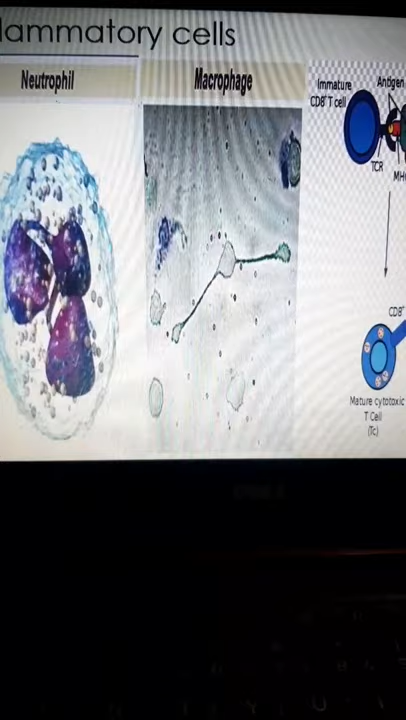 lammatory cells
Neutrophil
Macrophage
Immature
CD8⁺ T cell
Antigen
TCR
MH
CD8⁺
Mature cytotoxic
T Cell
(Tc)